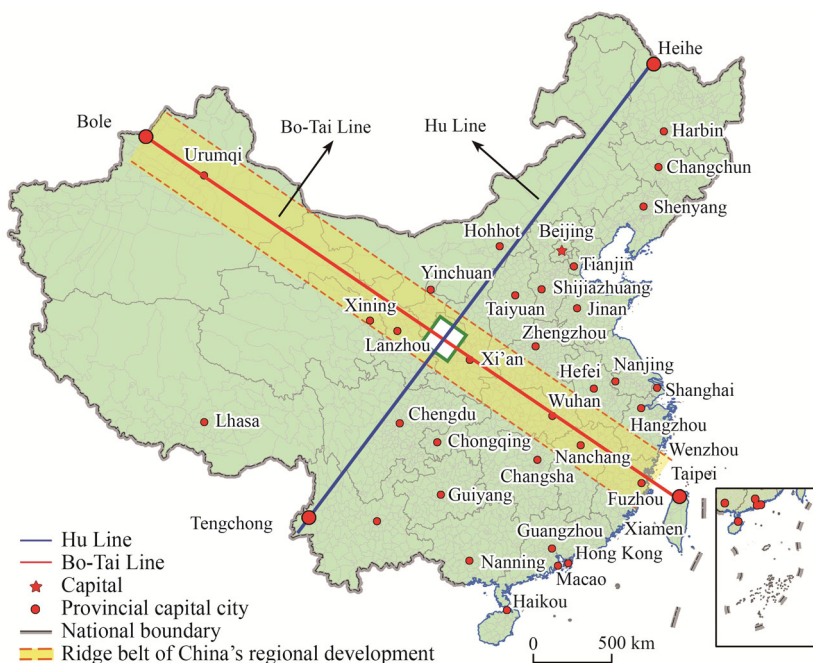 Heihe
Bole
Bo-Tai Line
Hu Line
Harbin
Urumqi
Changchun
Shenyang
Hohhot
Beijing
Tianjin
Yinchuan
Shijiazhuang
Taiyuan
Jinan
Xining
Zhengzhou
Lanzhou
Xi'an
Hefei
Nanjing
Shanghai
Wuhan
Hangzhou
Lhasa
Chengdu
Chongqing
Nanchang
Wenzhou
Changsha
Taipei
Guiyang
Fuzhou
Tengchong
Xiamen
Guangzhou
Hong Kong
Nanning
Macao
Haikou
Hu Line
Bo-Tai Line
Capital
Provincial capital city
National boundary
Ridge belt of China's regional development
0 500 km